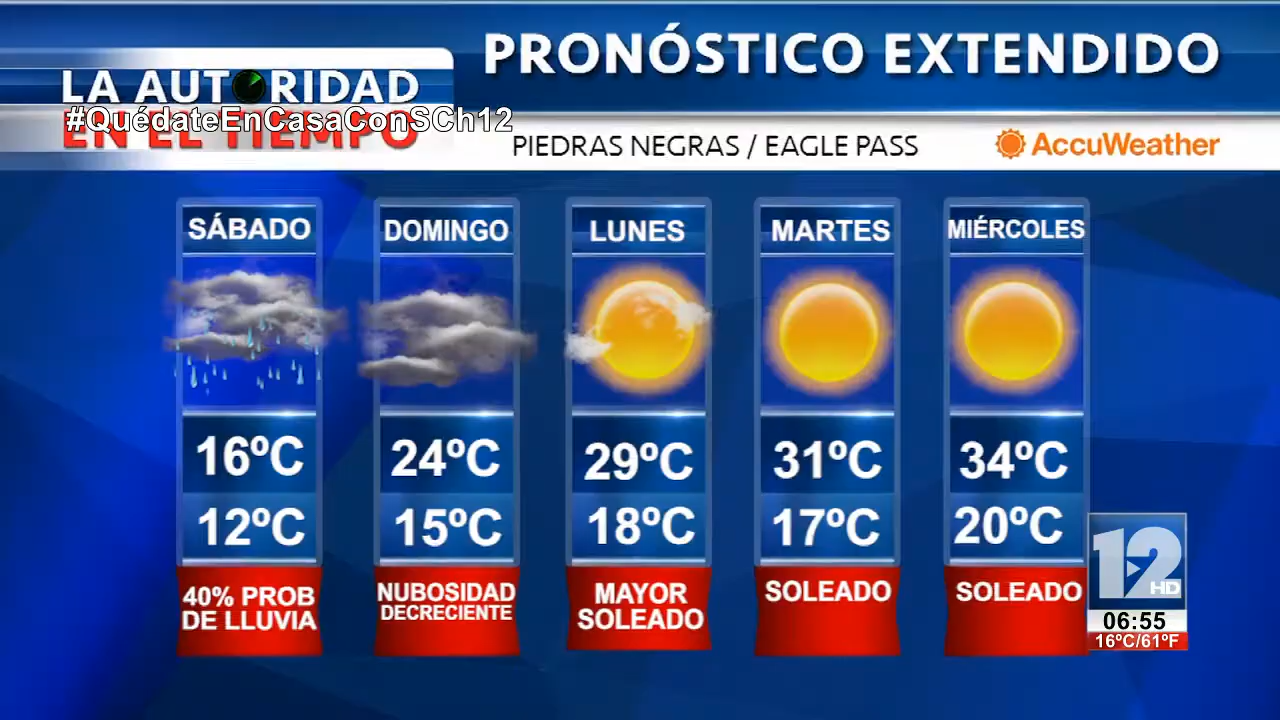 PRONÓSTICO EXTENDIDO
LA AUTORIDAD
EN EL TIEMPO
#QuédateEnCasaConSCh12
PIEDRAS NEGRAS / EAGLE PASS
AccuWeather
SÁBADO
16ºC
12ºC
40% PROB
DE LLUVIA
DOMINGO
24ºC
15ºC
NUBOSIDAD
DECRECIENTE
LUNES
29ºC
18ºC
MAYOR
SOLEADO
MARTES
31ºC
17ºC
SOLEADO
MIÉRCOLES
34ºC
20ºC
SOLEADO
12
HD
06:55
16ºC/61ºF